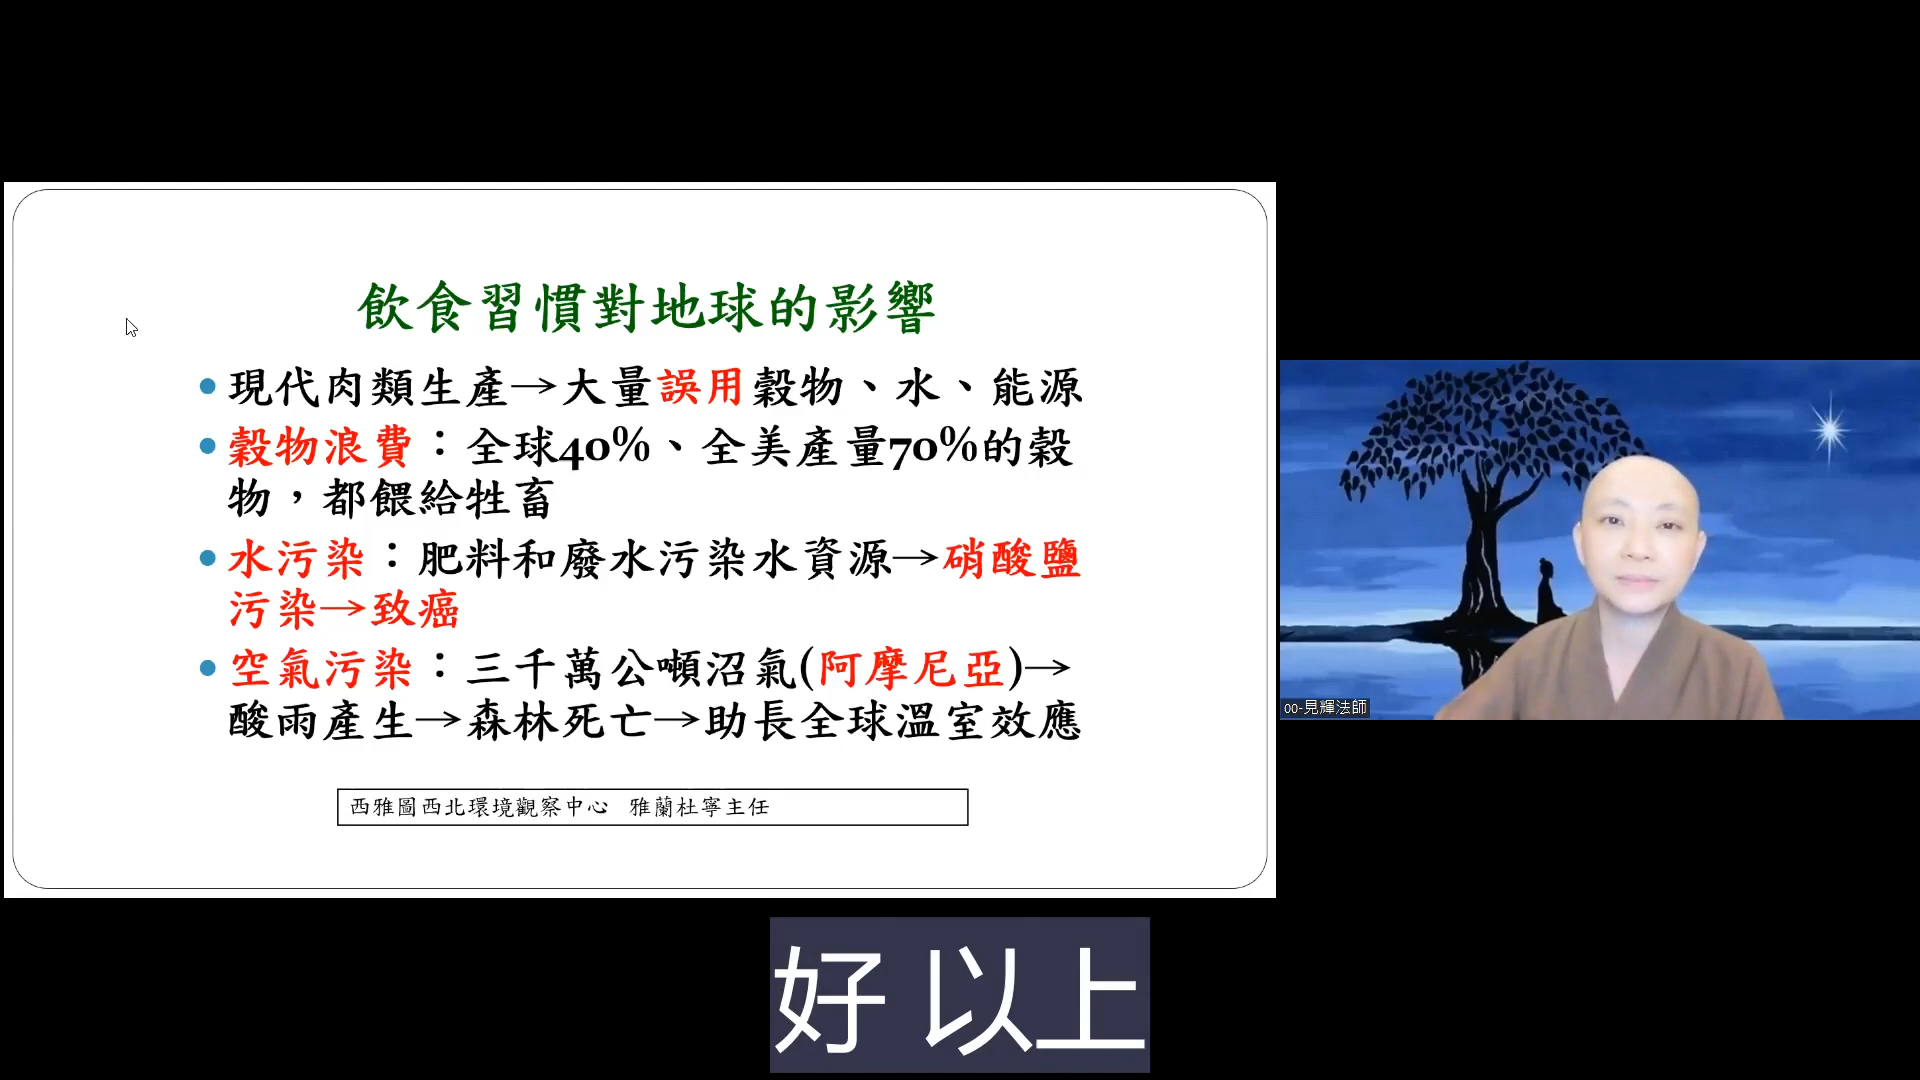 飲食習慣對地球的影響
• 現代肉類生產→大量誤用穀物、水、能源
• 穀物浪費：全球40%、全美產量70%的穀
物，都餵給牲畜
• 水污染：肥料和廢水污染水資源→硝酸鹽
污染→致癌
• 空氣污染：三千萬公噸沼氣(阿摩尼亞)→
酸雨產生→森林死亡→助長全球溫室效應
西雅圖西北環境觀察中心 雅蘭杜寧主任
00-見輝法師
好 以上